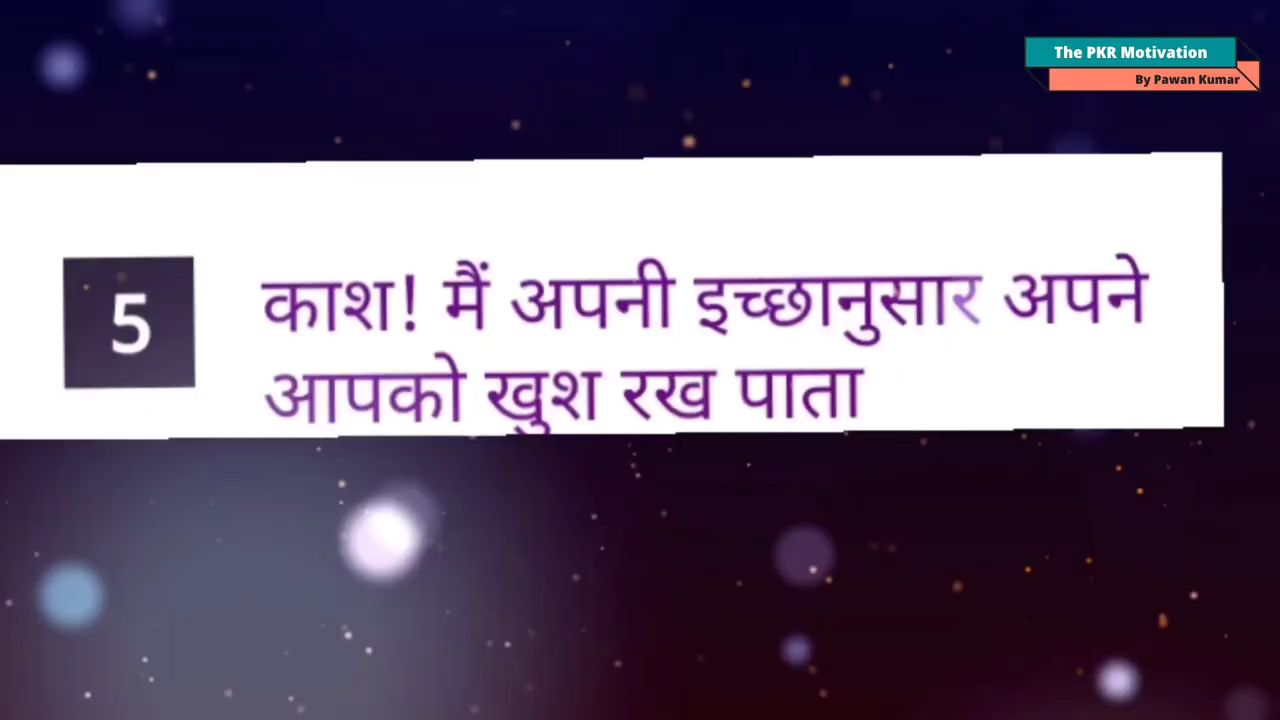 The PKR Motivation
By Pawan Kumar
5
काश! मैं अपनी इच्छानुसार अपने
आपको खुश रख पाता